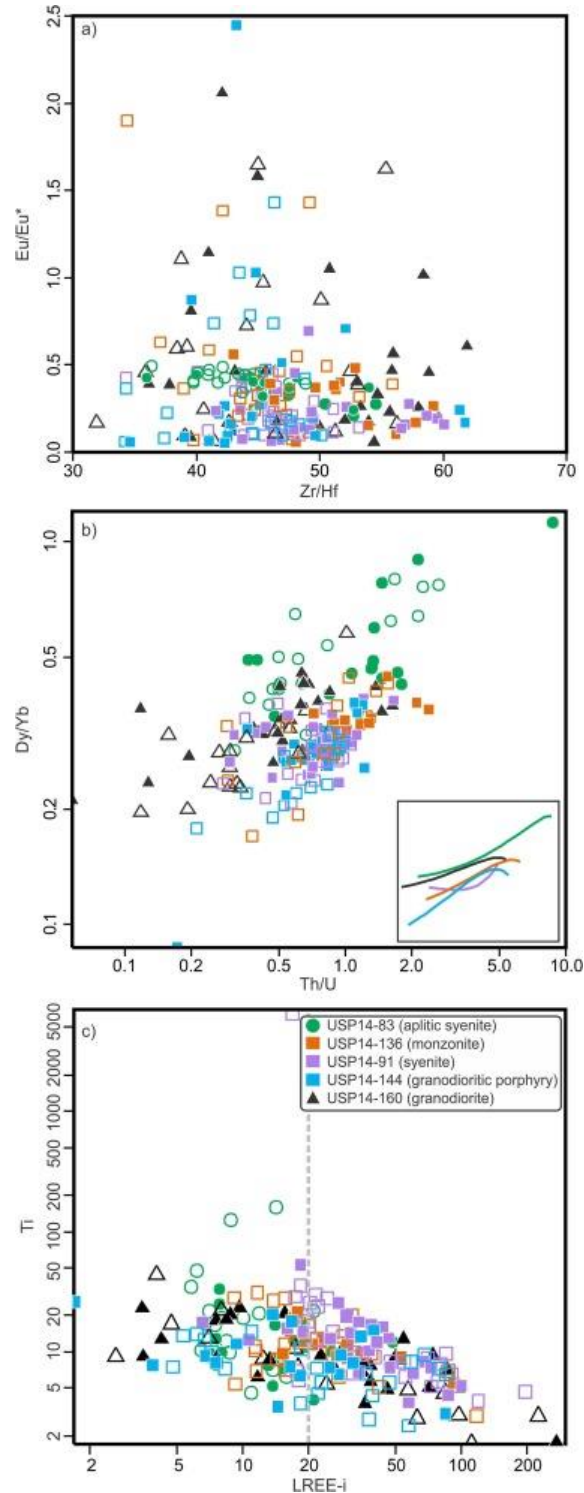 a)
2.5
2.0
1.5
1.0
0.5
0.0
Eu/Eu*
30 40 50 60 70
Zr/Hf
b)
1.0
0.5
0.2
0.1
Dy/Yb
0.1 0.2 0.5 1.0 2.0 5.0 10.0
Th/U
c)
5000
2000
1000
500
200
100
50
20
10
5
2
Ti
USP14-83 (aplitic syenite)
USP14-136 (monzonite)
USP14-91 (syenite)
USP14-144 (granodioritic porphyry)
USP14-160 (granodiorite)
2 5 10 20 50 100 200
LREE-i